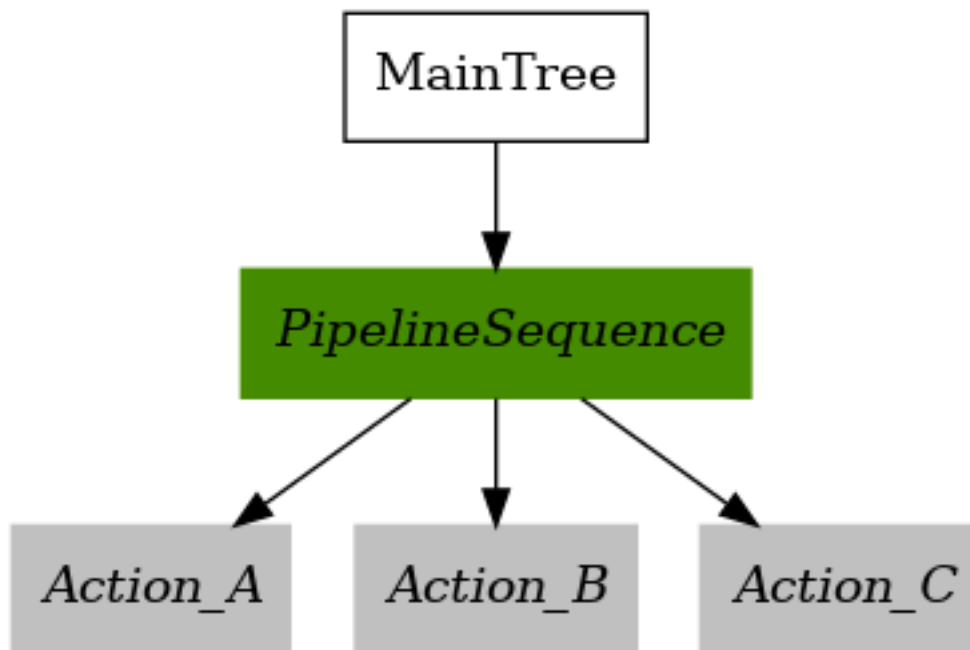 MainTree
PipelineSequence
Action_A
Action_B
Action_C